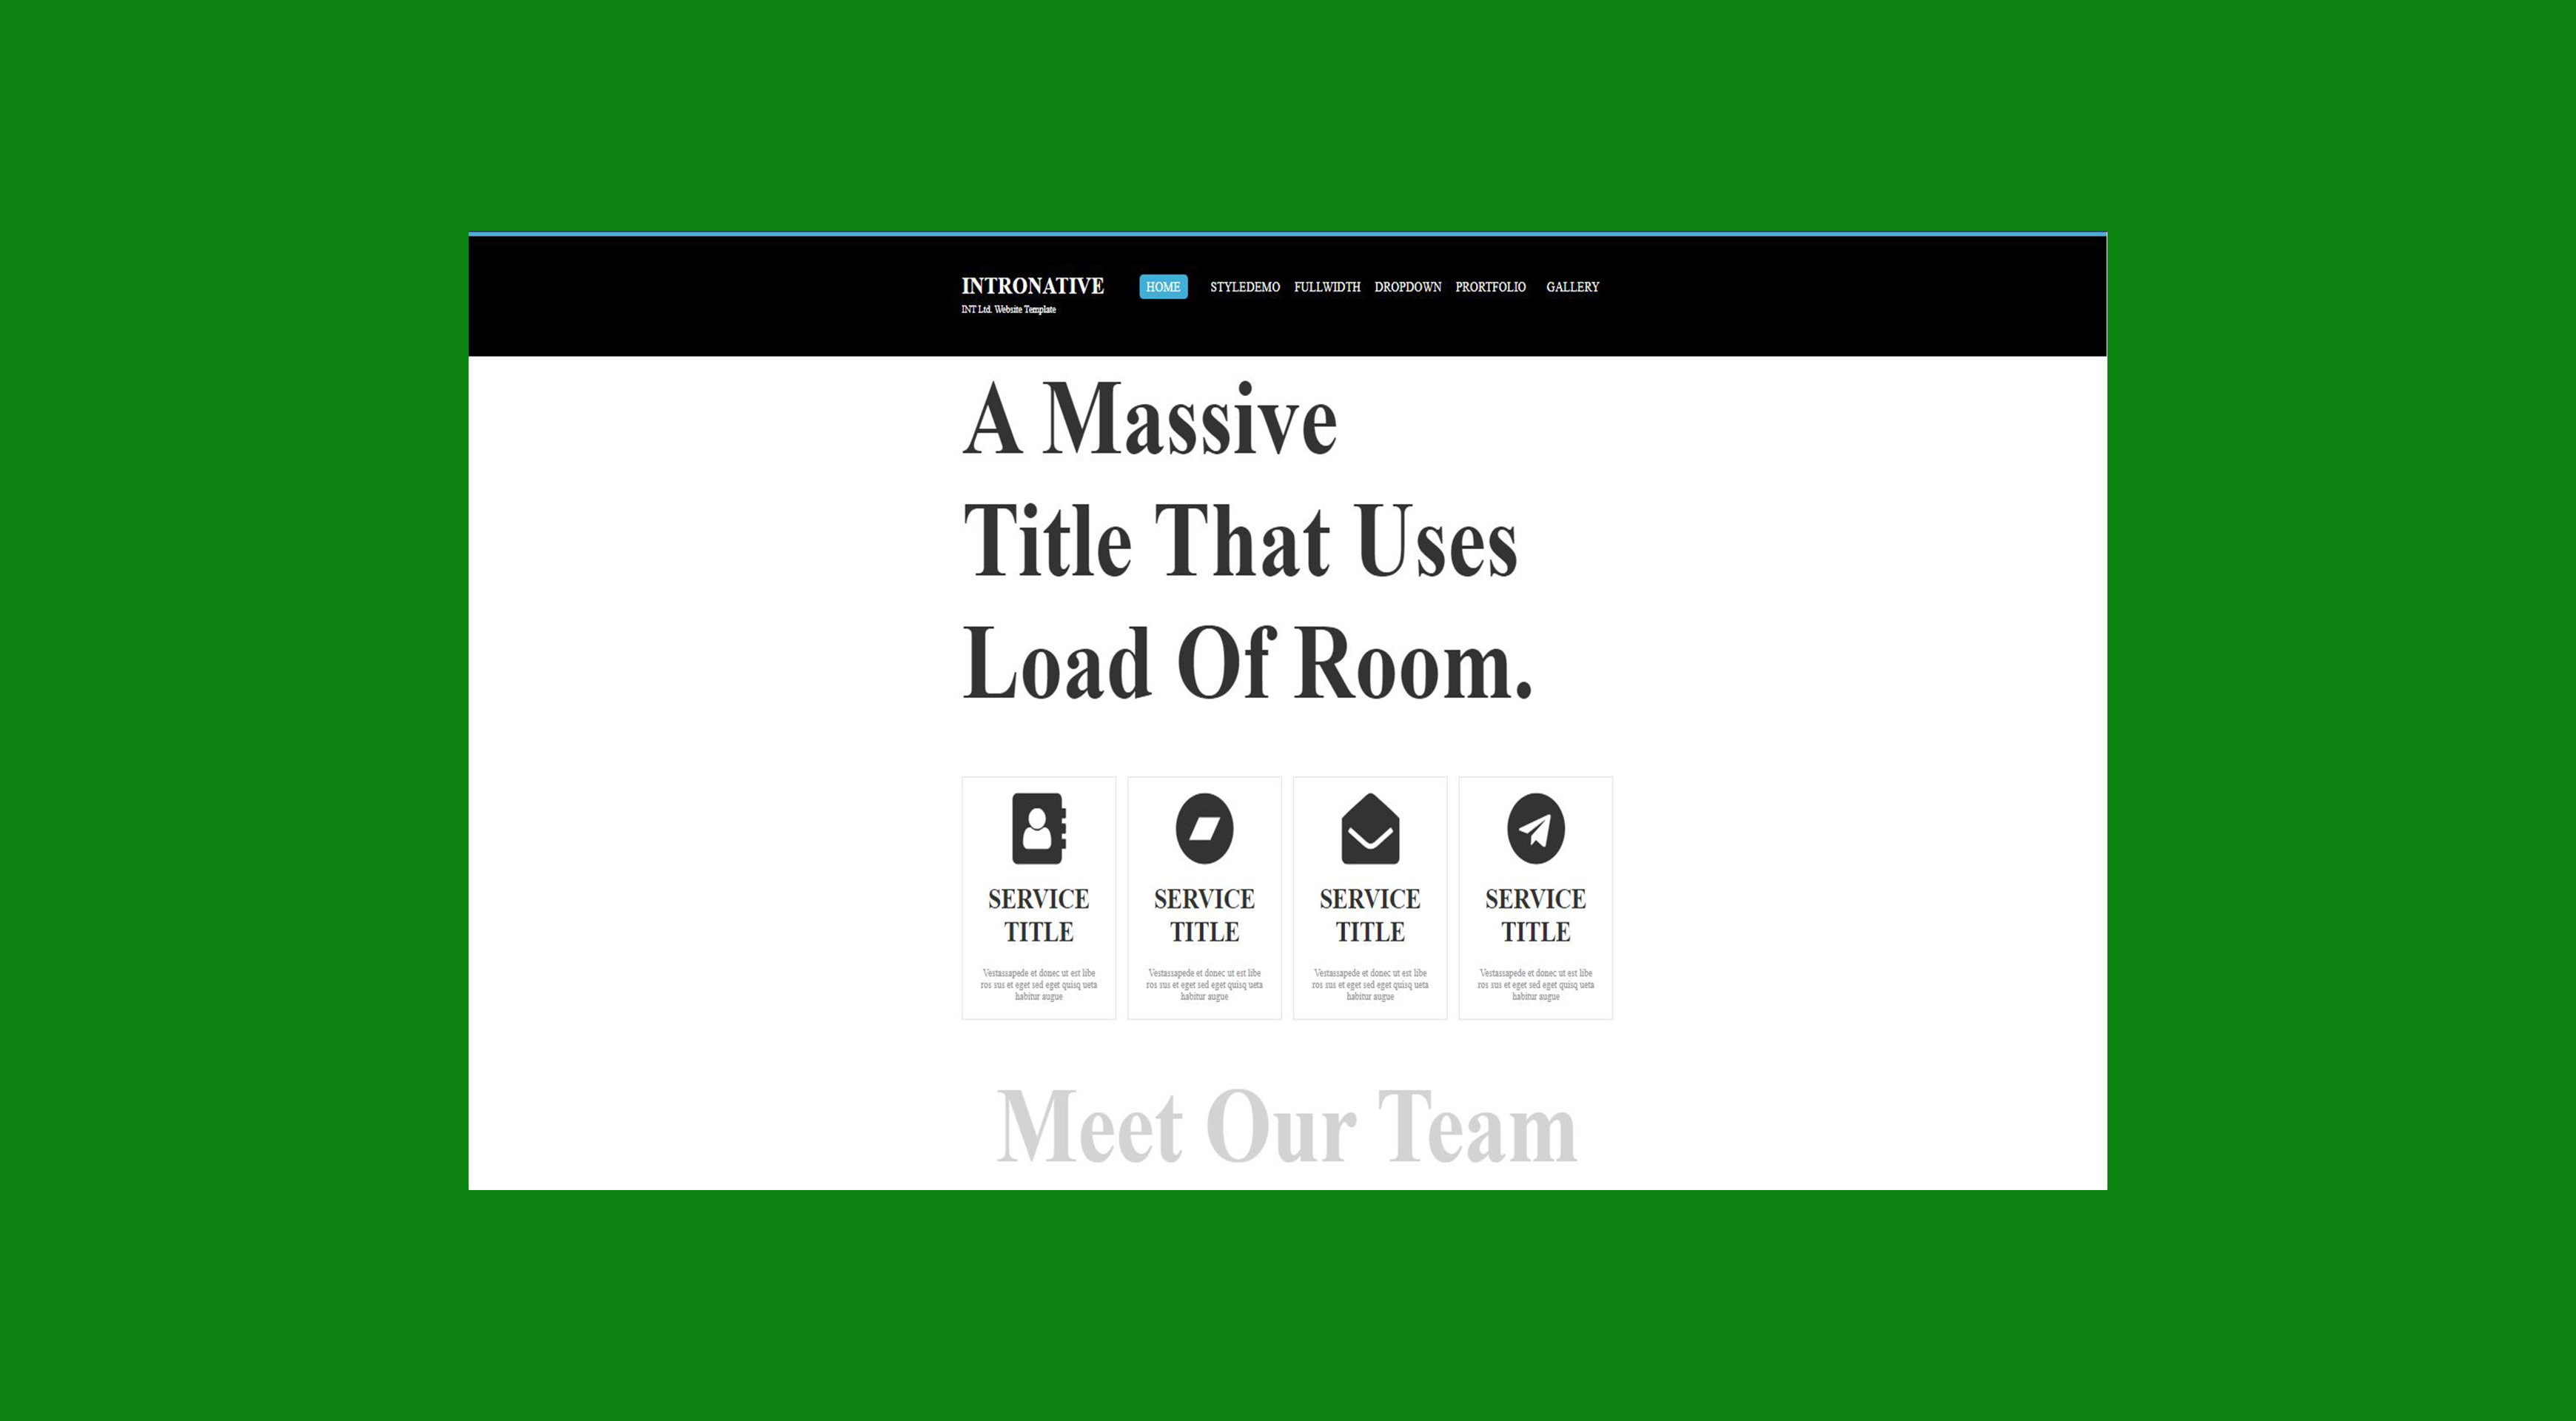 INTRONATIVE
INT Ltd. Website Template
HOME STYLEDEMO FULLWIDTH DROPDOWN PRORTFOLIO GALLERY
A Massive
Title That Uses
Load Of Room.
SERVICE
TITLE
Vestassapede et donec ut est libe
ros sus et eget sed eget quisq ueta
habitur augue
SERVICE
TITLE
Vestassapede et donec ut est libe
ros sus et eget sed eget quisq ueta
habitur augue
SERVICE
TITLE
Vestassapede et donec ut est libe
ros sus et eget sed eget quisq ueta
habitur augue
SERVICE
TITLE
Vestassapede et donec ut est libe
ros sus et eget sed eget quisq ueta
habitur augue
Meet Our Team